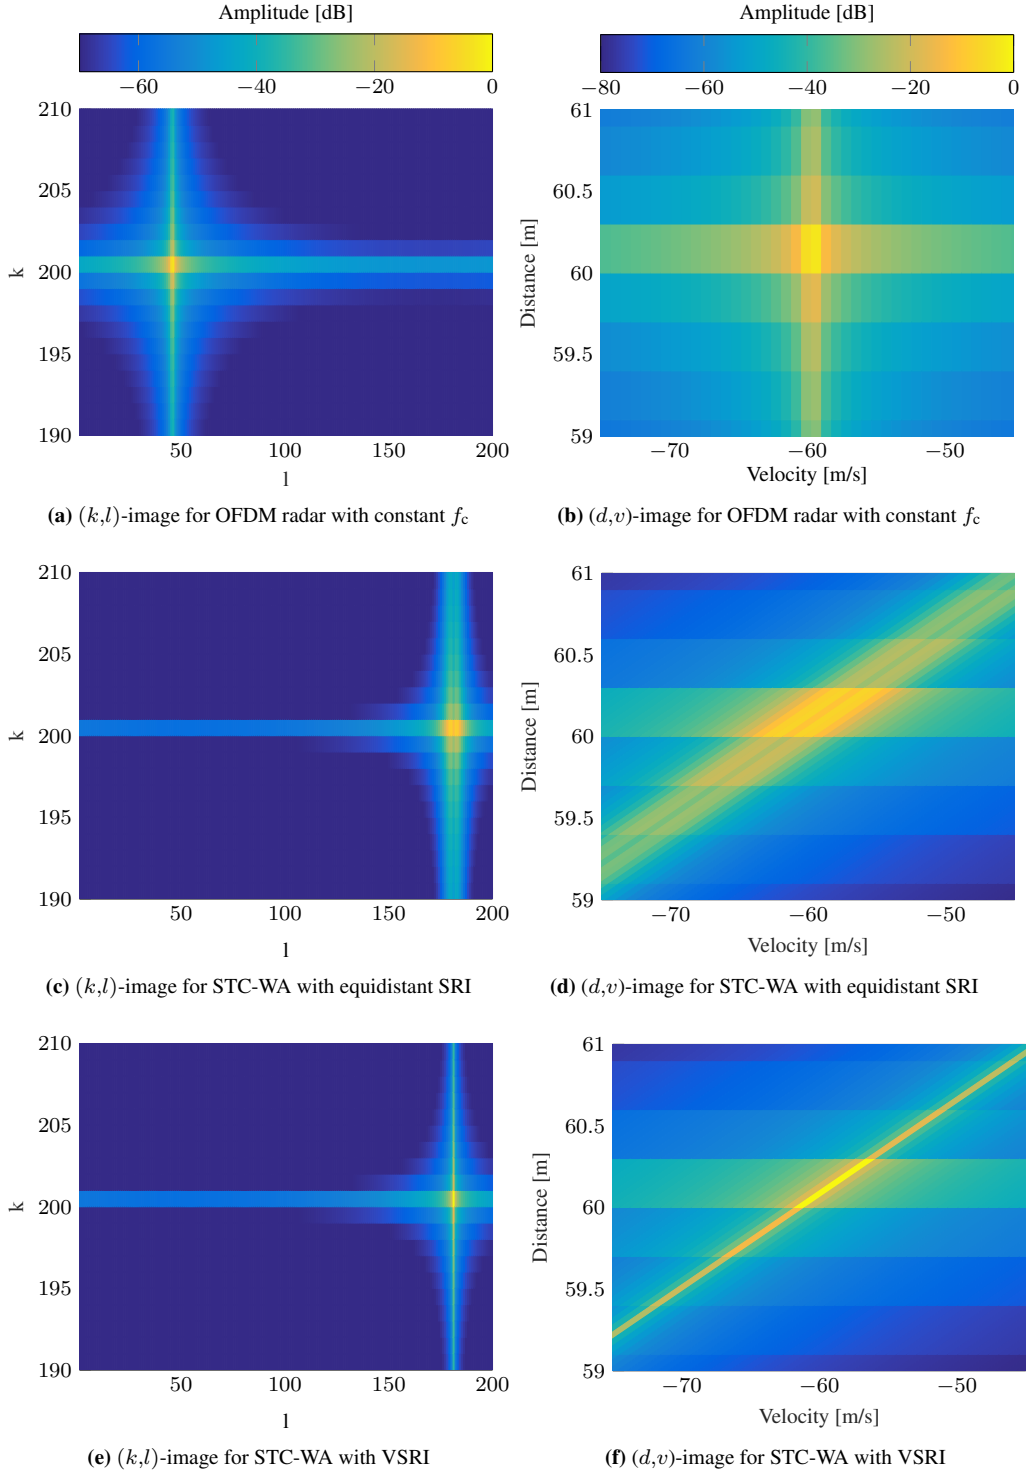 Amplitude [dB]
−60 −40 −20 0
210
205
200
195
190
k
50 100 150 200
l
(a) (k,l)-image for OFDM radar with constant fc
Amplitude [dB]
−80 −60 −40 −20 0
61
60.5
60
59.5
59
Distance [m]
−70 −60 −50
Velocity [m/s]
(b) (d,v)-image for OFDM radar with constant fc
210
205
200
195
190
k
50 100 150 200
l
(c) (k,l)-image for STC-WA with equidistant SRI
61
60.5
60
59.5
59
Distance [m]
−70 −60 −50
Velocity [m/s]
(d) (d,v)-image for STC-WA with equidistant SRI
210
205
200
195
190
k
50 100 150 200
l
(e) (k,l)-image for STC-WA with VSRI
61
60.5
60
59.5
59
Distance [m]
−70 −60 −50
Velocity [m/s]
(f) (d,v)-image for STC-WA with VSRI